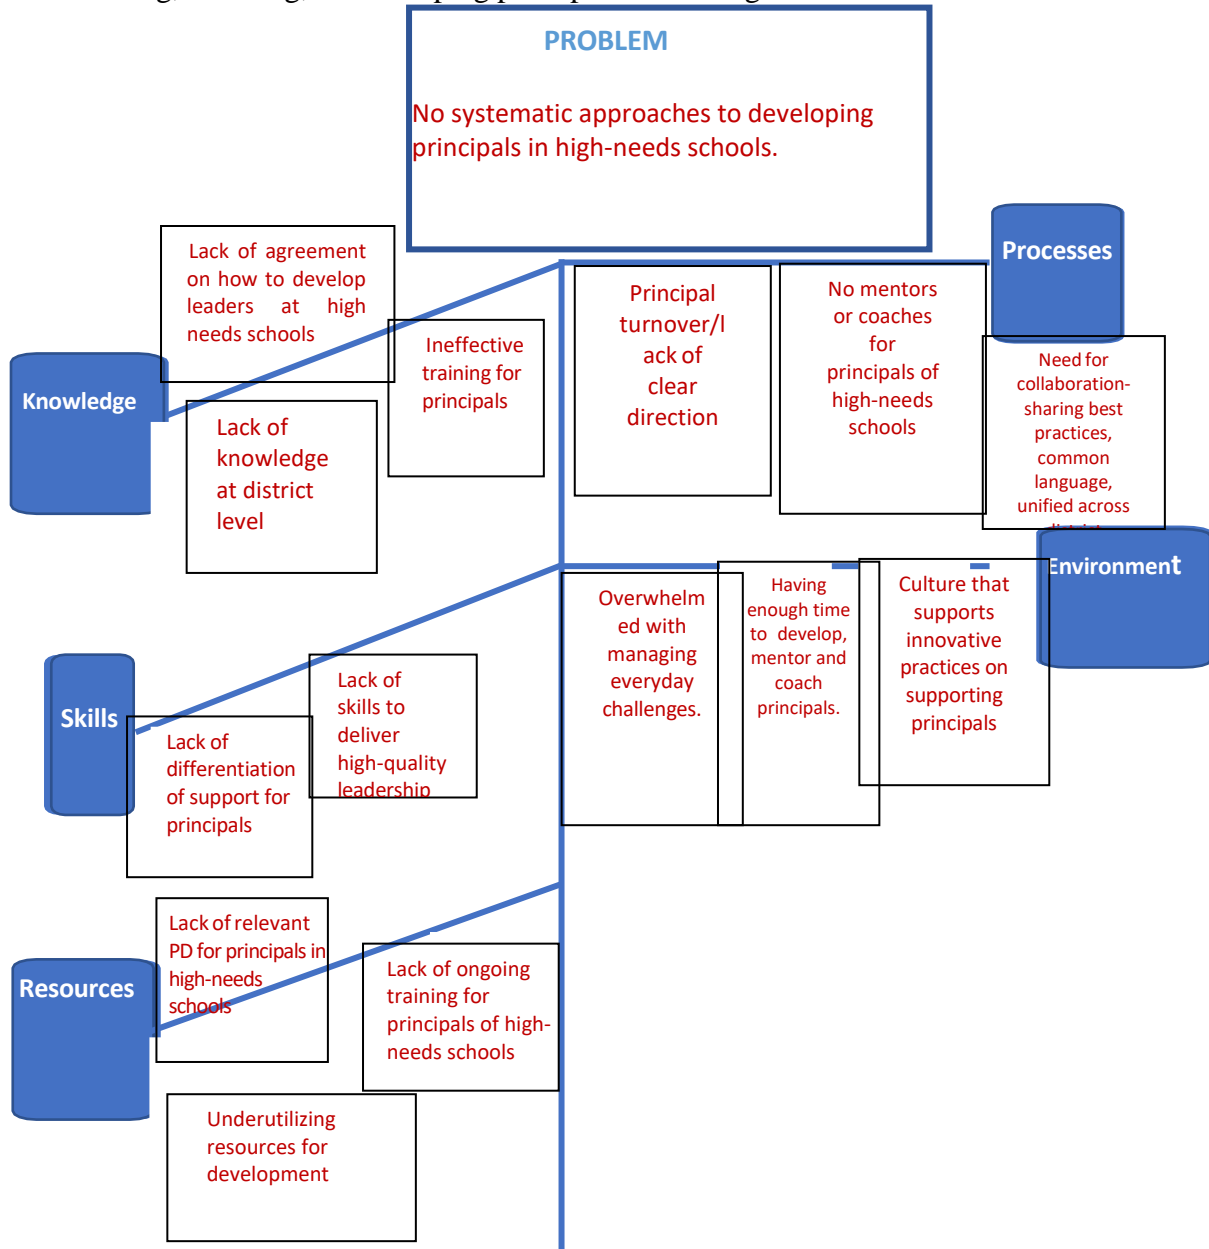 PROBLEM
No systematic approaches to developing
principals in high-needs schools.
Processes
Lack of agreement
on how to develop
leaders at high
needs schools
Ineffective
training for
principals
Knowledge
Lack of
knowledge
at district
level
Principal
turnover/l
ack of
clear
direction
No mentors
or coaches
for
principals of
high-needs
schools
Need for
collaboration-
sharing best
practices,
common
language,
unified across
Environment
Overwhelm
ed with
managing
everyday
challenges.
Having
enough time
to develop,
mentor and
coach
principals.
Culture that
supports
innovative
practices on
supporting
principals
Skills
Lack of
skills to
deliver
high-quality
leadership
Lack of
differentiation
of support for
principals
Resources
Lack of relevant
PD for principals in
high-needs
schools
Lack of ongoing
training for
principals of high-
needs schools
Underutilizing
resources for
development